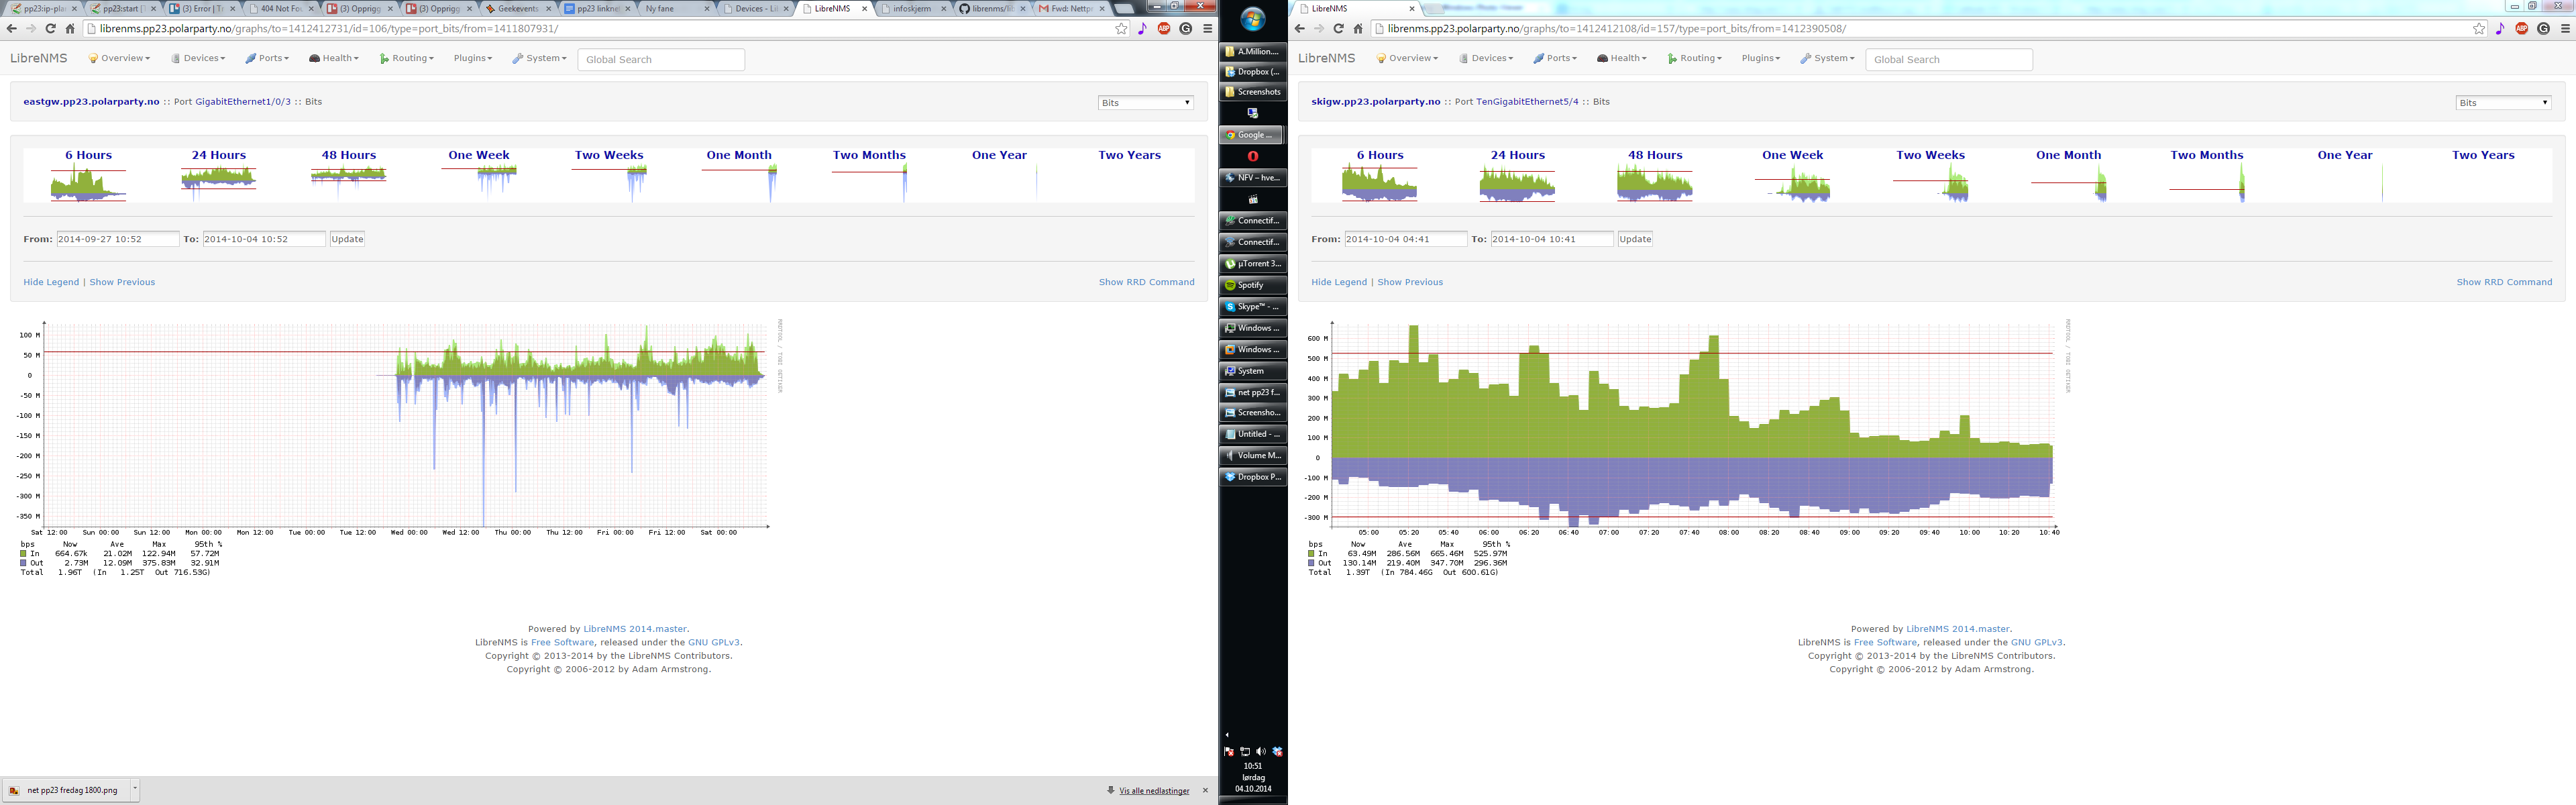 pp23:ip-pla
pp23:start [
(3) Error | T
404 Not Fo
(3) Opprigg
(3) Opprigg
Geekevents
pp23 linkne
Ny fane
Devices - Li
LibreNMS
infoskjerm
librenms/li
Fwd: Nettpr
librenms.pp23.polarparty.no/graphs/to=1412412731/id=106/type=port_bits/from=1411807931/
LibreNMS Overview Devices Ports Health Routing Plugins System Global Search
eastgw.pp23.polarparty.no :: Port GigabitEthernet1/0/3 :: Bits
Bits
6 Hours 24 Hours 48 Hours One Week Two Weeks One Month Two Months One Year Two Years
From: 2014-09-27 10:52 To: 2014-10-04 10:52 Update
Hide Legend | Show Previous
Show RRD Command
RRDTOOL / TOBI OETIKER
100 M
50 M
0
-50 M
-100 M
-150 M
-200 M
-250 M
-300 M
-350 M
Sat 12:00 Sun 00:00 Sun 12:00 Mon 00:00 Mon 12:00 Tue 00:00 Tue 12:00 Wed 00:00 Wed 12:00 Thu 00:00 Thu 12:00 Fri 00:00 Fri 12:00 Sat 00:00
bps Now Ave Max 95th %
In 664.67k 21.02M 122.94M 57.72M
Out 2.73M 12.09M 375.83M 32.91M
Total 1.96T (In 1.25T Out 716.53G)
Powered by LibreNMS 2014.master.
LibreNMS is Free Software, released under the GNU GPLv3.
Copyright © 2013-2014 by the LibreNMS Contributors.
Copyright © 2006-2012 by Adam Armstrong.
net pp23 fredag 1800.png
Vis alle nedlastinger
A.Million....
Dropbox (...
Screenshots
Google ...
NFV – hve...
Connectif...
Connectif...
µTorrent 3...
Spotify
Skype™ - ...
Windows ...
Windows ...
System
net pp23 f...
Screensho...
Untitled - ...
Volume M...
Dropbox P...
10:51
lørdag
04.10.2014
LibreNMS
librenms.pp23.polarparty.no/graphs/to=1412412108/id=157/type=port_bits/from=1412390508/
LibreNMS Overview Devices Ports Health Routing Plugins System Global Search
skigw.pp23.polarparty.no :: Port TenGigabitEthernet5/4 :: Bits
Bits
6 Hours 24 Hours 48 Hours One Week Two Weeks One Month Two Months One Year Two Years
From: 2014-10-04 04:41 To: 2014-10-04 10:41 Update
Hide Legend | Show Previous
Show RRD Command
RRDTOOL / TOBI OETIKER
600 M
500 M
400 M
300 M
200 M
100 M
0
-100 M
-200 M
-300 M
05:00 05:20 05:40 06:00 06:20 06:40 07:00 07:20 07:40 08:00 08:20 08:40 09:00 09:20 09:40 10:00 10:20 10:40
bps Now Ave Max 95th %
In 63.49M 286.56M 665.46M 525.97M
Out 130.14M 219.40M 347.70M 296.36M
Total 1.39T (In 784.46G Out 600.61G)
Powered by LibreNMS 2014.master.
LibreNMS is Free Software, released under the GNU GPLv3.
Copyright © 2013-2014 by the LibreNMS Contributors.
Copyright © 2006-2012 by Adam Armstrong.